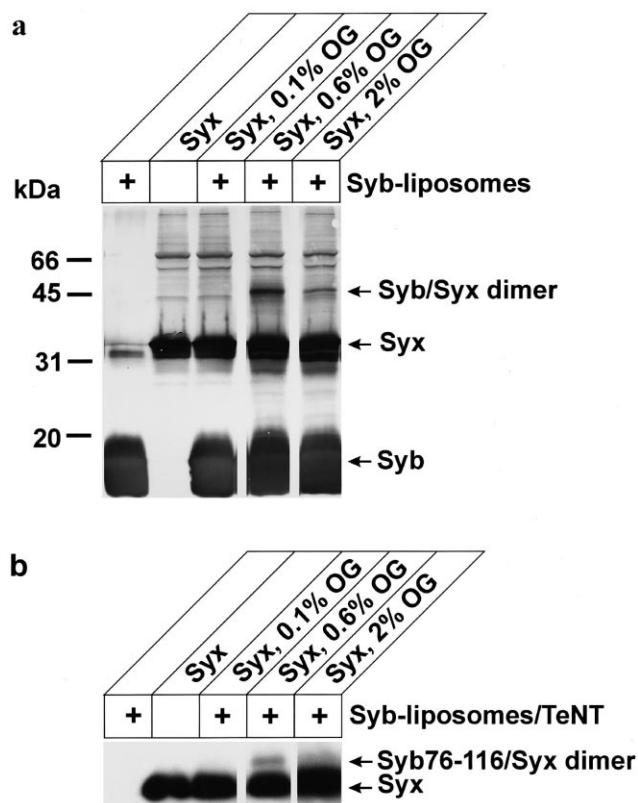 a
Syx
Syx, 0.1% OG
Syx, 0.6% OG
Syx, 2% OG
+ + + + Syb-liposomes
kDa
66
45
31
20
← Syb/Syx dimer
← Syx
← Syb
b
Syx
Syx, 0.1% OG
Syx, 0.6% OG
Syx, 2% OG
+ + + + Syb-liposomes/TeNT
← Syb76-116/Syx dimer
← Syx